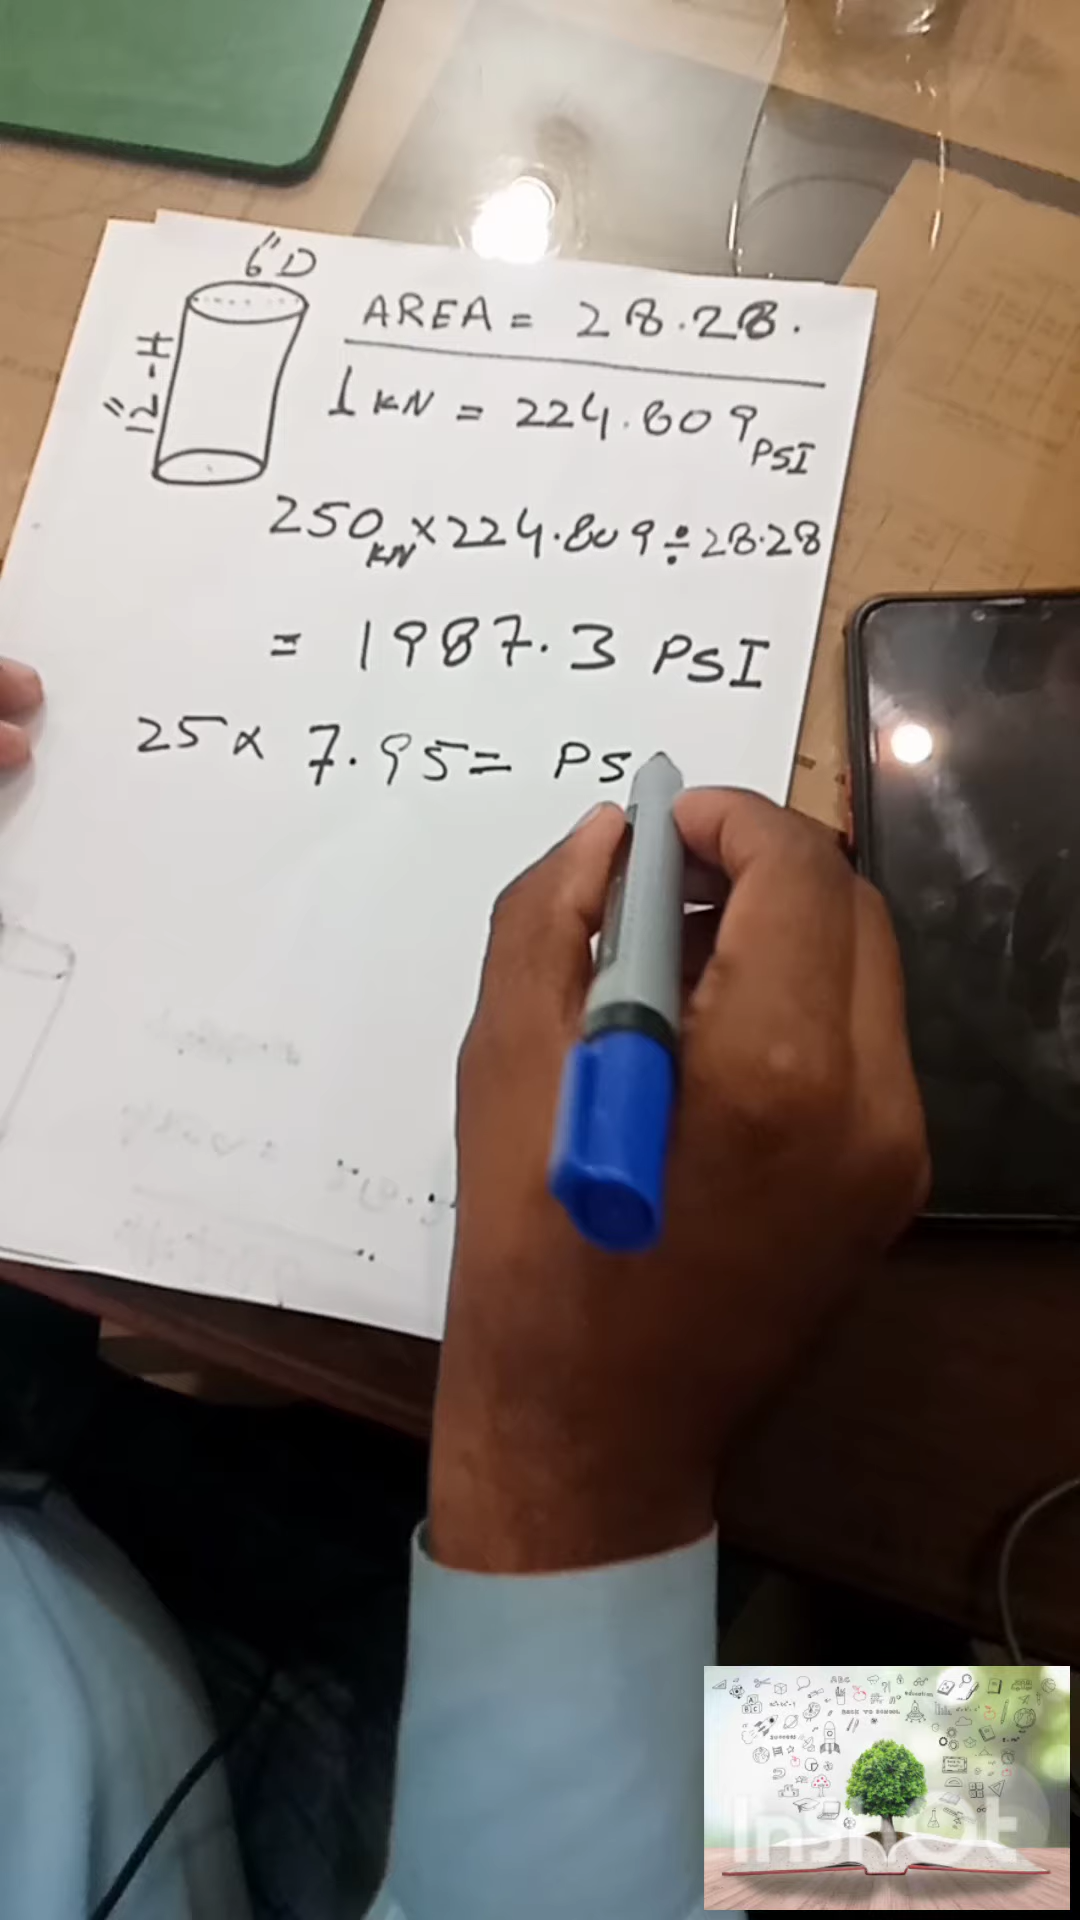 6"D
12"-H
AREA = 28.28.
1 KN = 224.809 PSI
250 KN × 224.809 ÷ 28.28
= 1987.3 PSI
25 × 7.95 = PS
InShOt